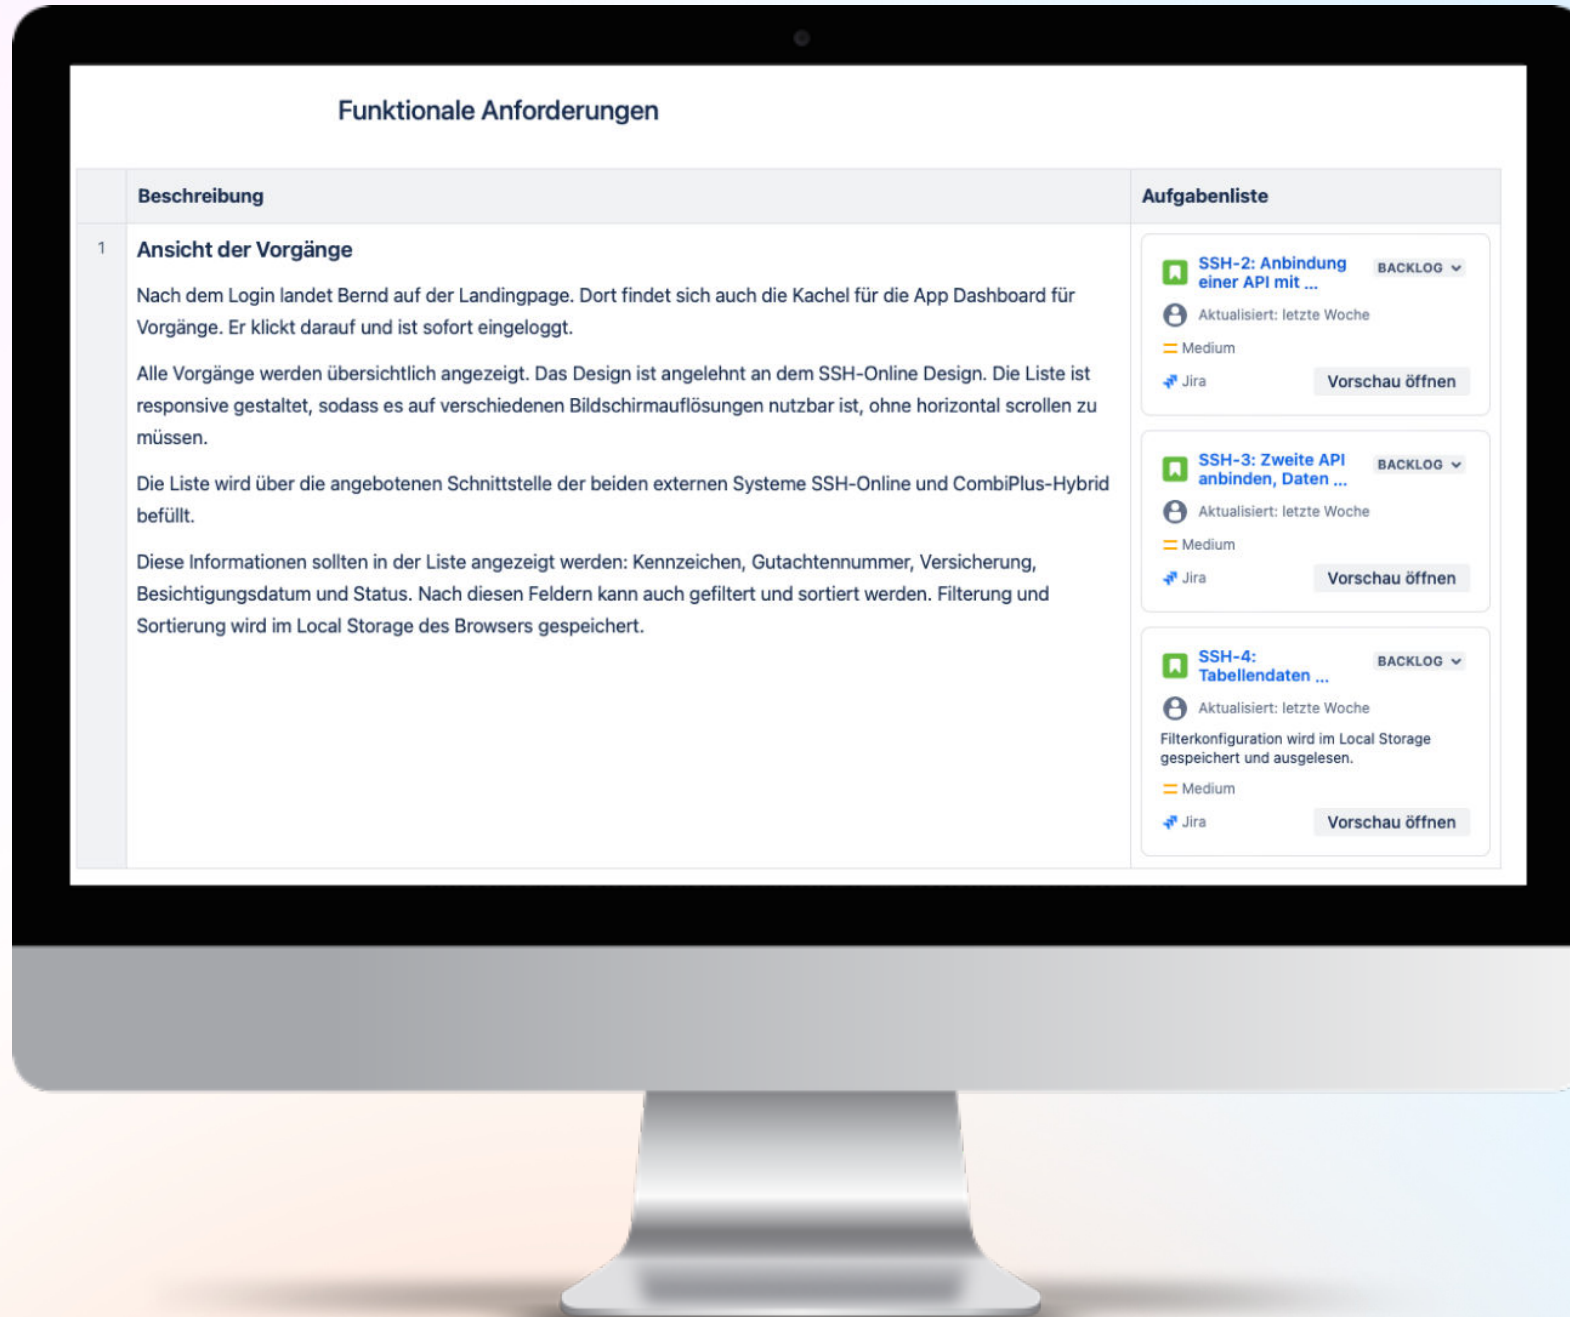 Funktionale Anforderungen
Beschreibung
Aufgabenliste
1
Ansicht der Vorgänge
Nach dem Login landet Bernd auf der Landingpage. Dort findet sich auch die Kachel für die App Dashboard für
Vorgänge. Er klickt darauf und ist sofort eingeloggt.
Alle Vorgänge werden übersichtlich angezeigt. Das Design ist angelehnt an dem SSH-Online Design. Die Liste ist
responsive gestaltet, sodass es auf verschiedenen Bildschirmauflösungen nutzbar ist, ohne horizontal scrollen zu
müssen.
Die Liste wird über die angebotenen Schnittstelle der beiden externen Systeme SSH-Online und CombiPlus-Hybrid
befüllt.
Diese Informationen sollten in der Liste angezeigt werden: Kennzeichen, Gutachtennummer, Versicherung,
Besichtigungsdatum und Status. Nach diesen Feldern kann auch gefiltert und sortiert werden. Filterung und
Sortierung wird im Local Storage des Browsers gespeichert.
SSH-2: Anbindung
einer API mit ...
BACKLOG
Aktualisiert: letzte Woche
Medium
Jira
Vorschau öffnen
SSH-3: Zweite API
anbinden, Daten ...
BACKLOG
Aktualisiert: letzte Woche
Medium
Jira
Vorschau öffnen
SSH-4:
Tabellendaten ...
BACKLOG
Aktualisiert: letzte Woche
Filterkonfiguration wird im Local Storage
gespeichert und ausgelesen.
Medium
Jira
Vorschau öffnen